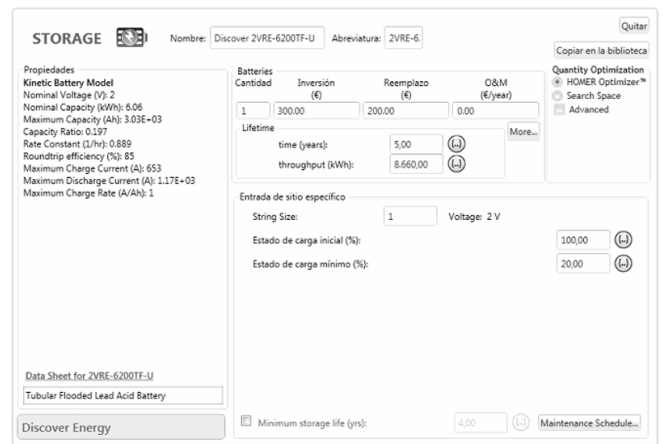 STORAGE
Nombre: Discover 2VRE-6200TF-U Abreviatura: 2VRE-6.
Quitar
Copiar en la biblioteca
Propiedades
Kinetic Battery Model
Nominal Voltage (V): 2
Nominal Capacity (kWh): 6.06
Maximum Capacity (Ah): 3.03E+03
Capacity Ratio: 0.197
Rate Constant (1/hr): 0.889
Roundtrip efficiency (%): 85
Maximum Charge Current (A): 653
Maximum Discharge Current (A): 1.17E+03
Maximum Charge Rate (A/Ah): 1
Data Sheet for 2VRE-6200TF-U
Tubular Flooded Lead Acid Battery
Discover Energy
Batteries
Cantidad Inversión Reemplazo O&M
(€) (€) (€/year)
1 300.00 200.00 0.00
Lifetime
More...
time (years): 5,00 (..)
throughput (kWh): 8.660,00 (..)
Quantity Optimization
HOMER Optimizer™
Search Space
Advanced
Entrada de sitio específico
String Size: 1 Voltage: 2 V
Estado de carga inicial (%): 100,00 (..)
Estado de carga mínimo (%): 20,00 (..)
Minimum storage life (yrs): 4,00 (..) Maintenance Schedule...